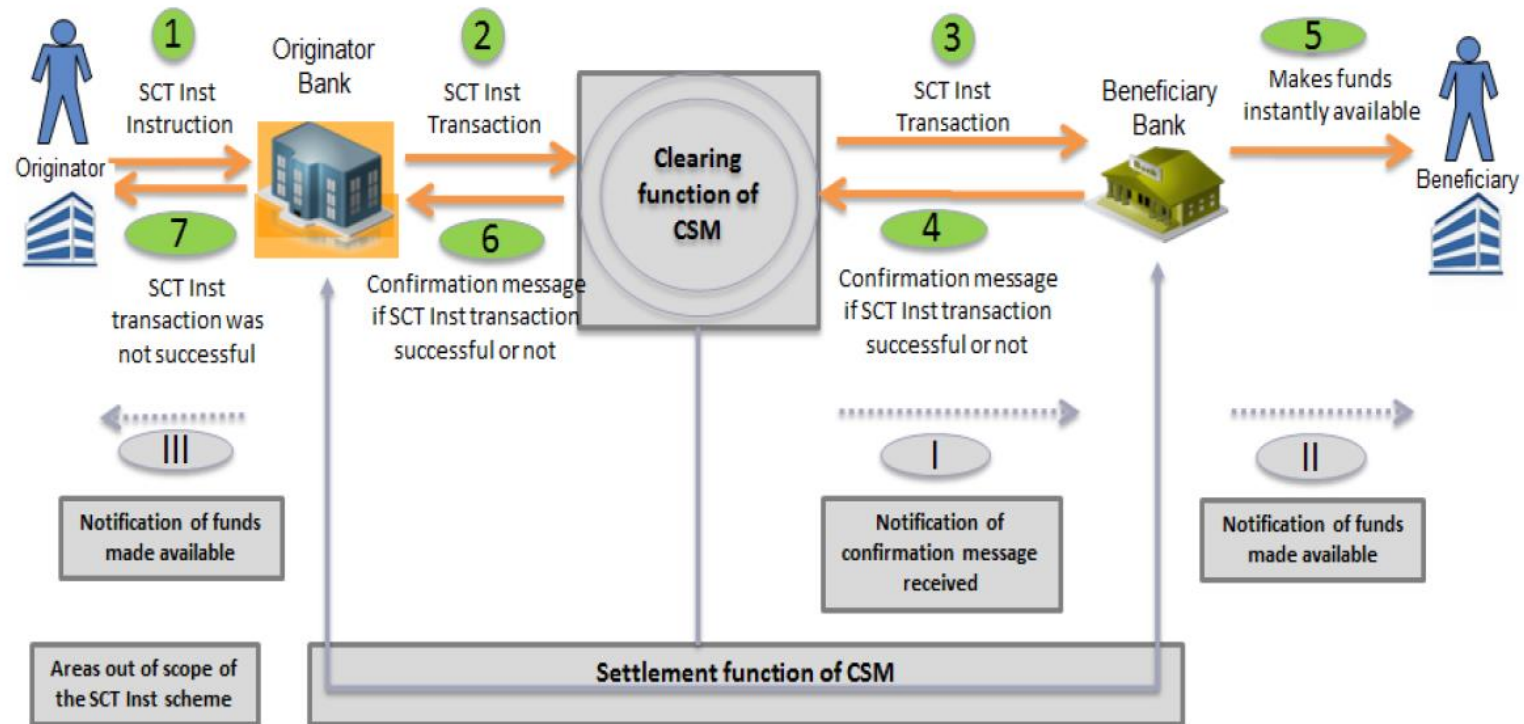 1
SCT Inst
Instruction
Originator
Originator
Bank
2
SCT Inst
Transaction
Clearing
function of
CSM
3
SCT Inst
Transaction
Beneficiary
Bank
Bank
5
Makes funds
instantly available
Beneficiary
7
SCT Inst
transaction was
not successful
6
Confirmation message
if SCT Inst transaction
successful or not
4
Confirmation message
if SCT Inst transaction
successful or not
III
Notification of funds
made available
I
Notification of
confirmation message
received
II
Notification of funds
made available
Areas out of scope of
the SCT Inst scheme
Settlement function of CSM